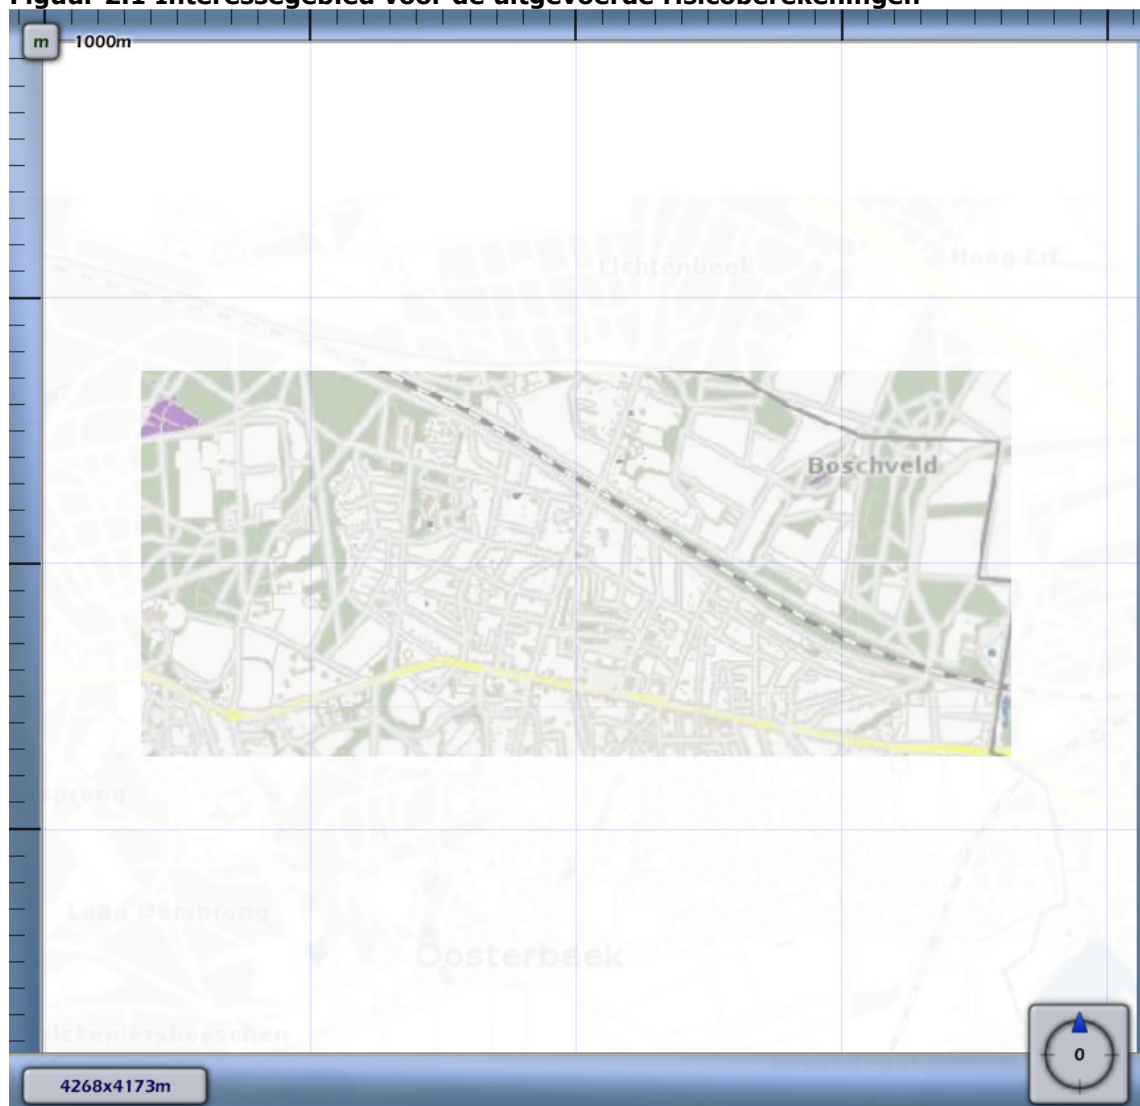 Figuur 2.1 Interessegebied voor de uitgevoerde risicoberekeningen
m 1000m
Hoog Erf
Lichtenbeek
Boschveld
Laag Oorsprong
Oosterbeek
0
4268x4173m